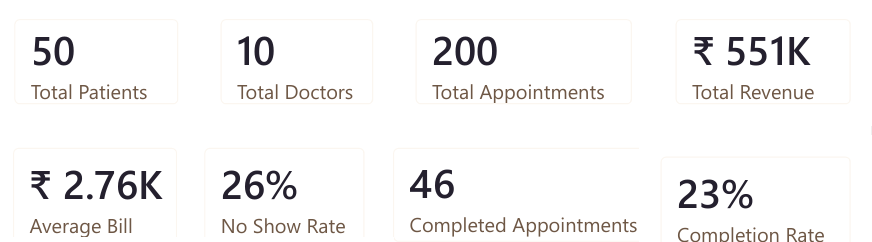 50
Total Patients
10
Total Doctors
200
Total Appointments
₹ 551K
Total Revenue
₹ 2.76K
Average Bill
26%
No Show Rate
46
Completed Appointments
23%
Completion Rate